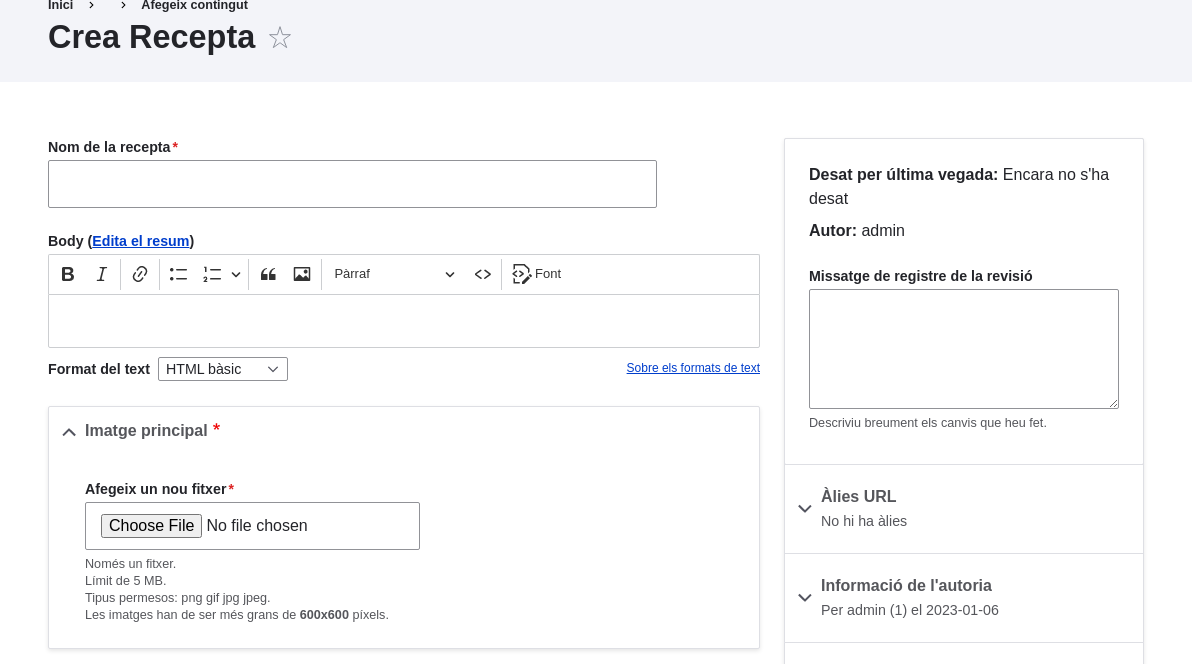 Inici > > Afegeix contingut
Crea Recepta ☆
Nom de la recepta*
Body (Edita el resum)
B I Pàrraf Font
Format del text HTML bàsic
Sobre els formats de text
Imatge principal *
Afegeix un nou fitxer*
Choose File No file chosen
Només un fitxer.
Límit de 5 MB.
Tipus permesos: png gif jpg jpeg.
Les imatges han de ser més grans de 600x600 píxels.
Desat per última vegada: Encara no s'ha
desat
Autor: admin
Missatge de registre de la revisió
Descriviu breument els canvis que heu fet.
Àlies URL
No hi ha àlies
Informació de l'autoria
Per admin (1) el 2023-01-06